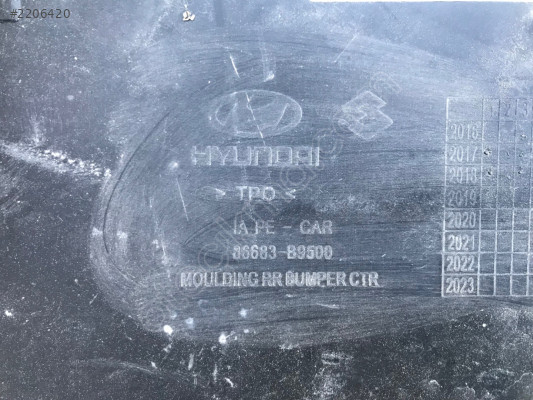 #2206420
HYUNDAI
> TPO <
IA PE - CAR
86683-B9500
MOULDING RR BUMPER CTR
2016
2017
2018
2019
2020
2021
2022
2023